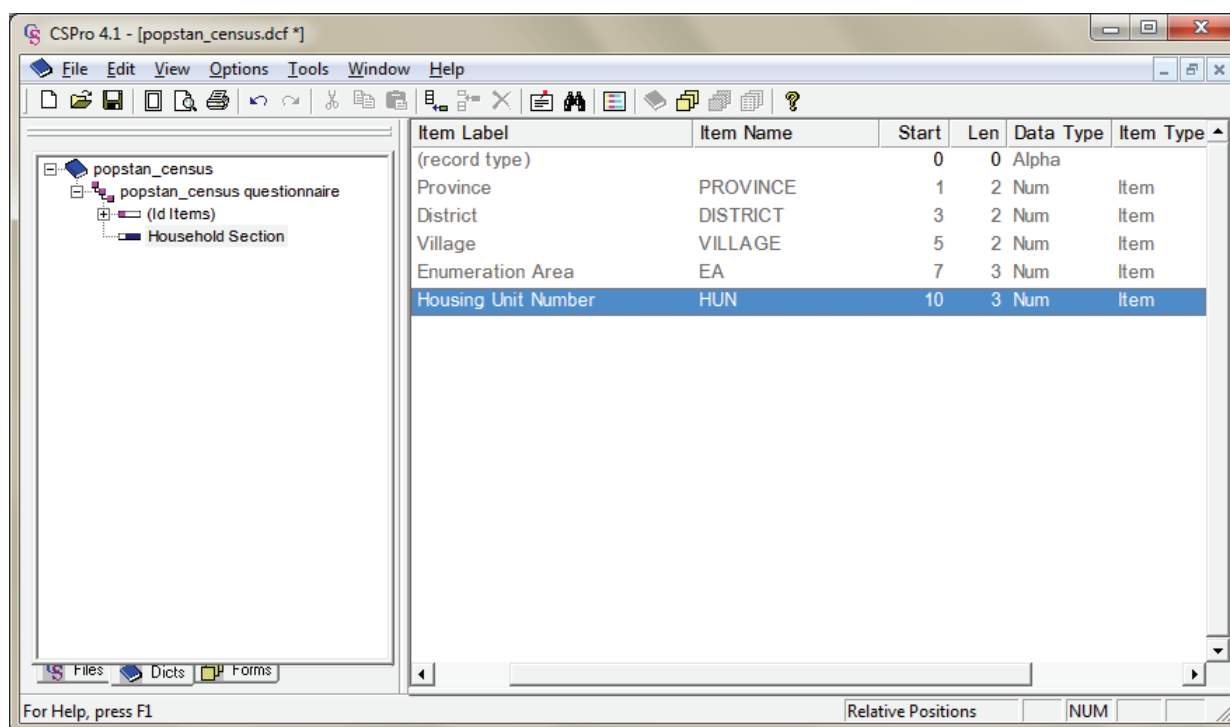 CSPro 4.1 - [popstan_census.dcf *]
File Edit View Options Tools Window Help
popstan_census
popstan_census questionnaire
(Id Items)
Household Section
Item Label Item Name Start Len Data Type Item Type
(record type) 0 0 Alpha
Province PROVINCE 1 2 Num Item
District DISTRICT 3 2 Num Item
Village VILLAGE 5 2 Num Item
Enumeration Area EA 7 3 Num Item
Housing Unit Number HUN 10 3 Num Item
Files Dicts Forms
For Help, press F1 Relative Positions NUM